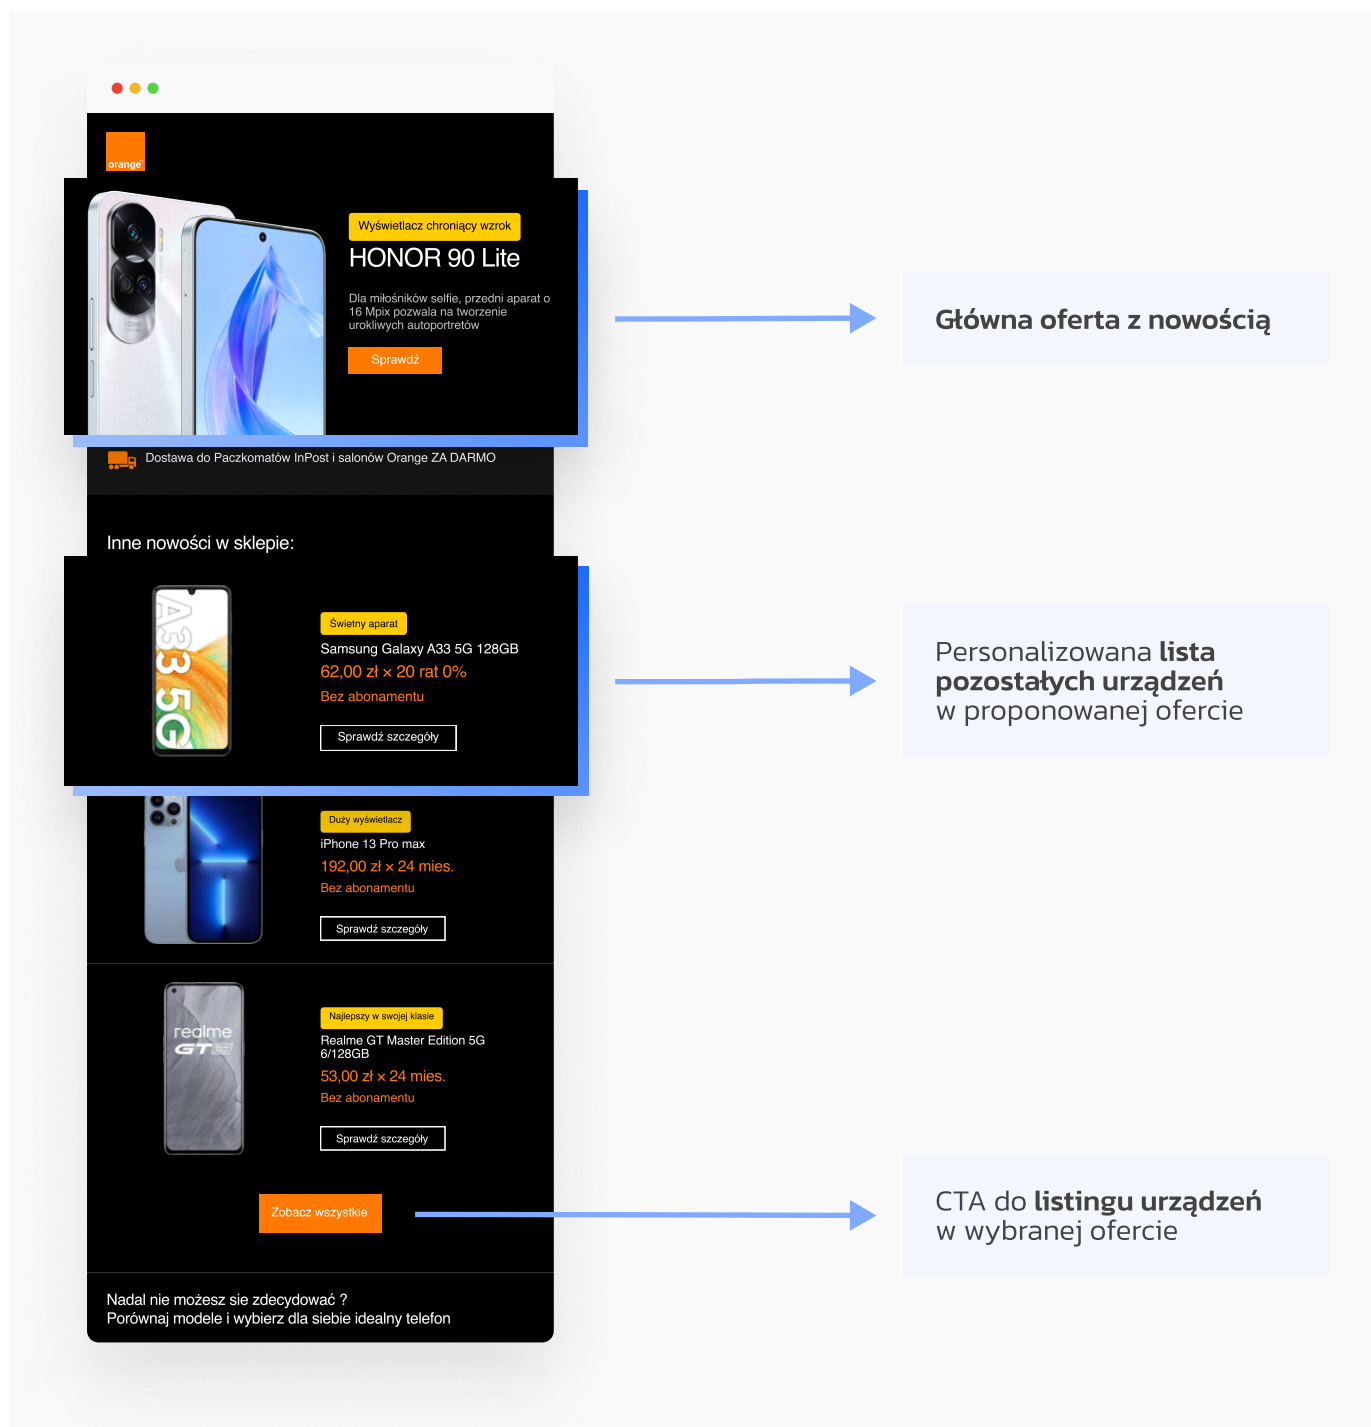 orange
Wyświetlacz chroniący wzrok
HONOR 90 Lite
Dla miłośników selfie, przedni aparat o
16 Mpix pozwala na tworzenie
urokliwych autoportretów
Sprawdź
Główna oferta z nowością
Dostawa do Paczkomatów InPost i salonów Orange ZA DARMO
Inne nowości w sklepie:
A33 5G
Świetny aparat
Samsung Galaxy A33 5G 128GB
62,00 zł × 20 rat 0%
Bez abonamentu
Sprawdź szczegóły
Personalizowana lista
pozostałych urządzeń
w proponowanej ofercie
Duży wyświetlacz
iPhone 13 Pro max
192,00 zł × 24 mies.
Bez abonamentu
Sprawdź szczegóły
realme
GT
Najlepszy w swojej klasie
Realme GT Master Edition 5G
6/128GB
53,00 zł × 24 mies.
Bez abonamentu
Sprawdź szczegóły
Zobacz wszystkie
CTA do listingu urządzeń
w wybranej ofercie
Nadal nie możesz sie zdecydować ?
Porównaj modele i wybierz dla siebie idealny telefon